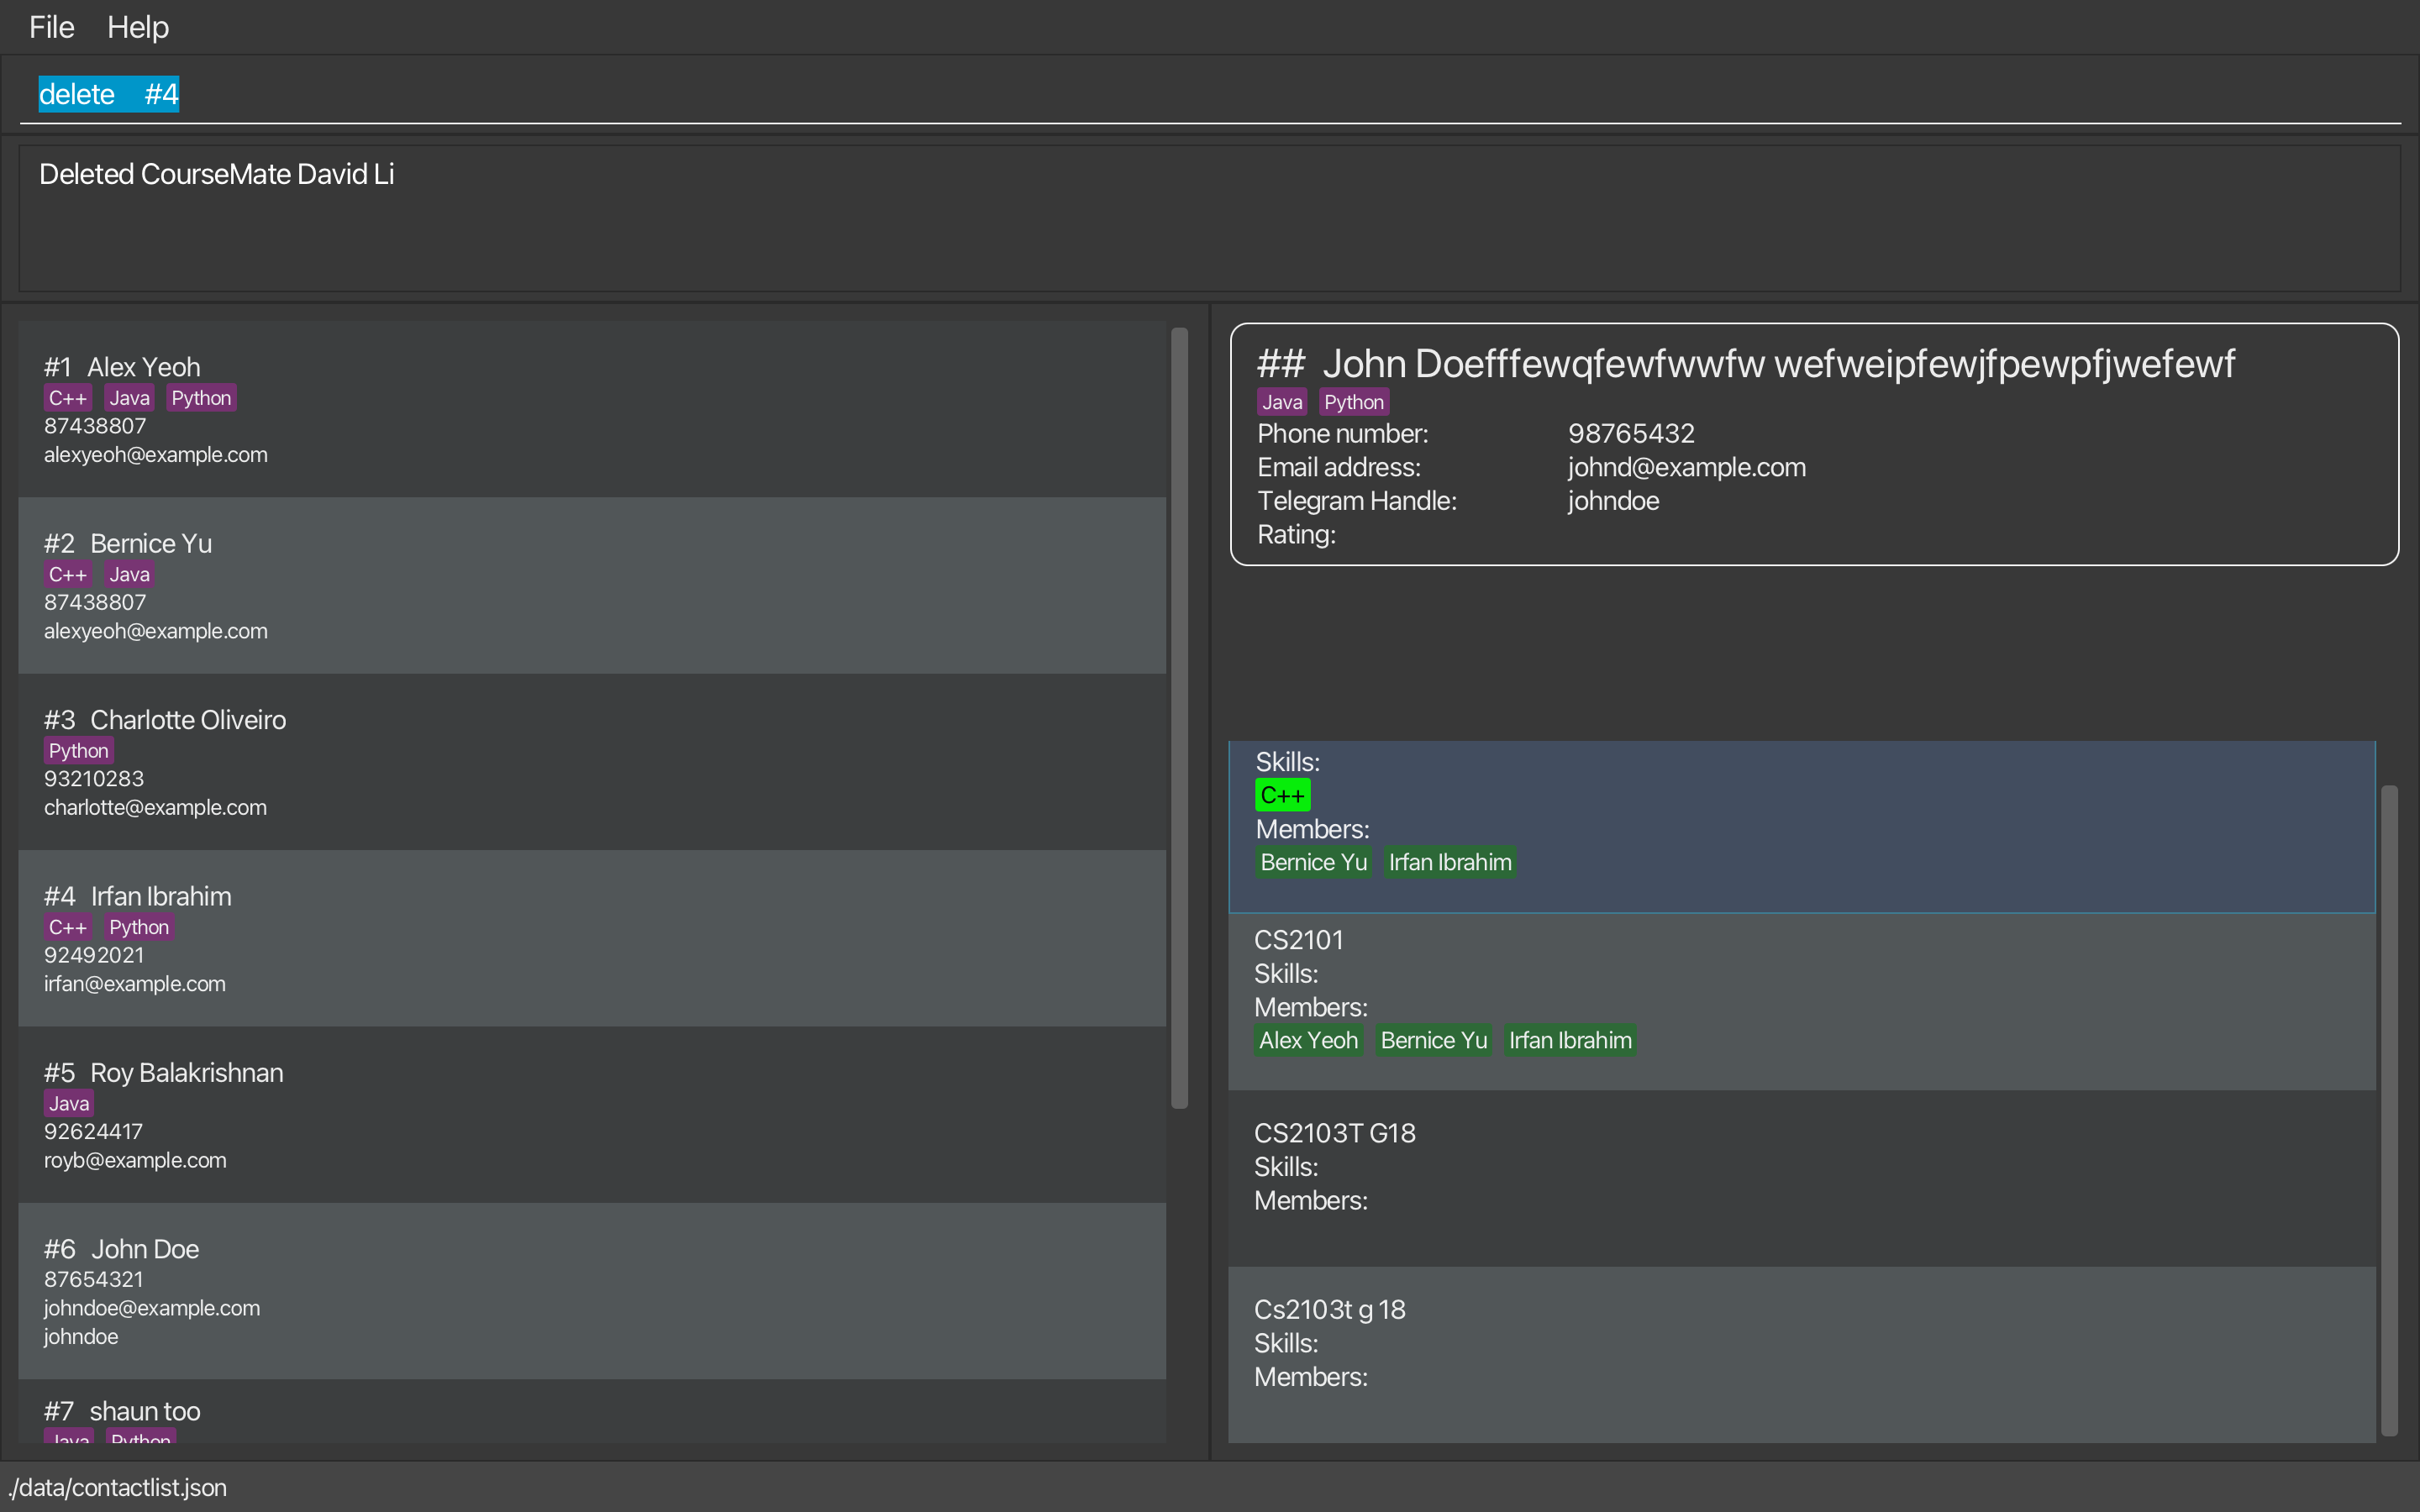 File Help
delete #4
Deleted CourseMate David Li
#1 Alex Yeoh
C++ Java Python
87438807
alexyeoh@example.com
#2 Bernice Yu
C++ Java
87438807
alexyeoh@example.com
#3 Charlotte Oliveiro
Python
93210283
charlotte@example.com
#4 Irfan Ibrahim
C++ Python
92492021
irfan@example.com
#5 Roy Balakrishnan
Java
92624417
royb@example.com
#6 John Doe
87654321
johndoe@example.com
johndoe
#7 shaun too
Java Python
## John Doefffewqfewfwwfw wefweipfewjfpewpfjwefewf
Java Python
Phone number: 98765432
Email address: johnd@example.com
Telegram Handle: johndoe
Rating:
Skills:
C++
Members:
Bernice Yu Irfan Ibrahim
CS2101
Skills:
Members:
Alex Yeoh Bernice Yu Irfan Ibrahim
CS2103T G18
Skills:
Members:
Cs2103t g 18
Skills:
Members:
./data/contactlist.json